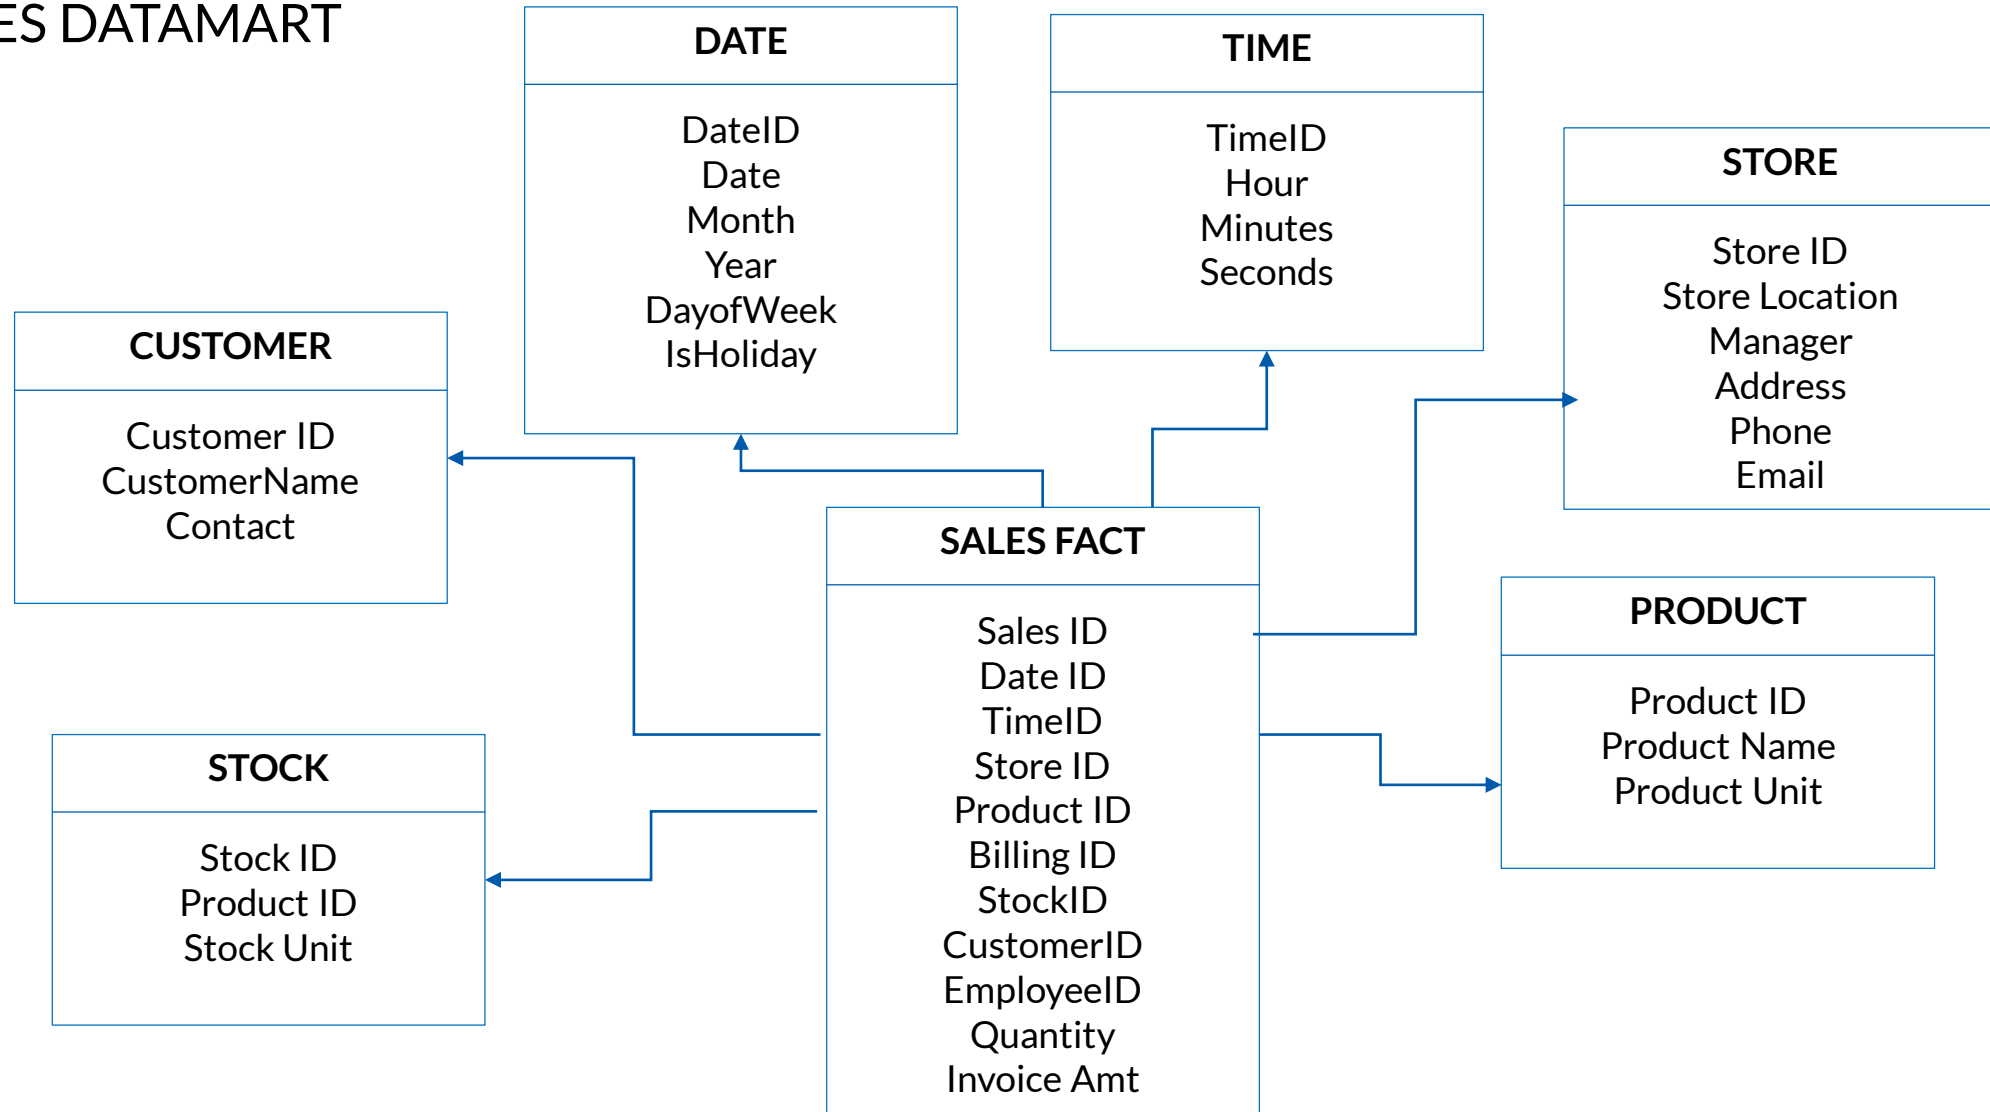 ES DATAMART
DATE
DateID
Date
Month
Year
DayofWeek
IsHoliday
TIME
TimeID
Hour
Minutes
Seconds
STORE
Store ID
Store Location
Manager
Address
Phone
Email
CUSTOMER
Customer ID
CustomerName
Contact
SALES FACT
Sales ID
Date ID
TimeID
Store ID
Product ID
Billing ID
StockID
CustomerID
EmployeeID
Quantity
Invoice Amt
PRODUCT
Product ID
Product Name
Product Unit
STOCK
Stock ID
Product ID
Stock Unit